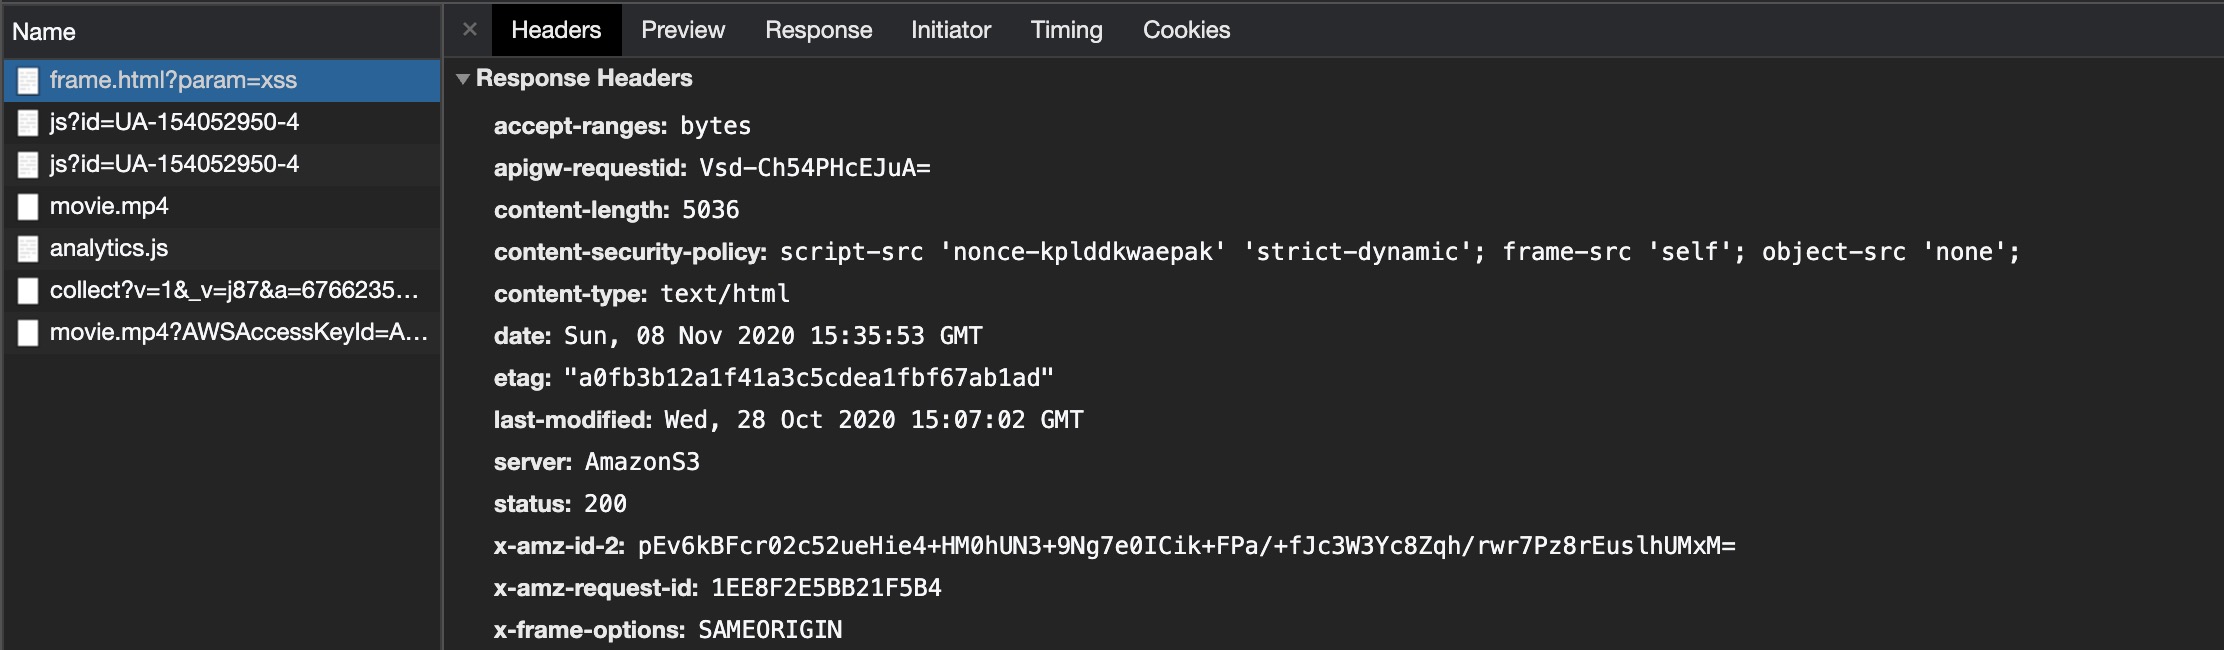 Name
frame.html?param=xss
js?id=UA-154052950-4
js?id=UA-154052950-4
movie.mp4
analytics.js
collect?v=1&_v=j87&a=6766235…
movie.mp4?AWSAccessKeyId=A…
× Headers Preview Response Initiator Timing Cookies
▼ Response Headers
accept-ranges: bytes
apigw-requestid: Vsd-Ch54PHcEJuA=
content-length: 5036
content-security-policy: script-src 'nonce-kplddkwaepak' 'strict-dynamic'; frame-src 'self'; object-src 'none';
content-type: text/html
date: Sun, 08 Nov 2020 15:35:53 GMT
etag: "a0fb3b12a1f41a3c5cdea1fbf67ab1ad"
last-modified: Wed, 28 Oct 2020 15:07:02 GMT
server: AmazonS3
status: 200
x-amz-id-2: pEv6kBFcr02c52ueHie4+HM0hUN3+9Ng7e0ICik+FPa/+fJc3W3Yc8Zqh/rwr7Pz8rEuslhUMxM=
x-amz-request-id: 1EE8F2E5BB21F5B4
x-frame-options: SAMEORIGIN